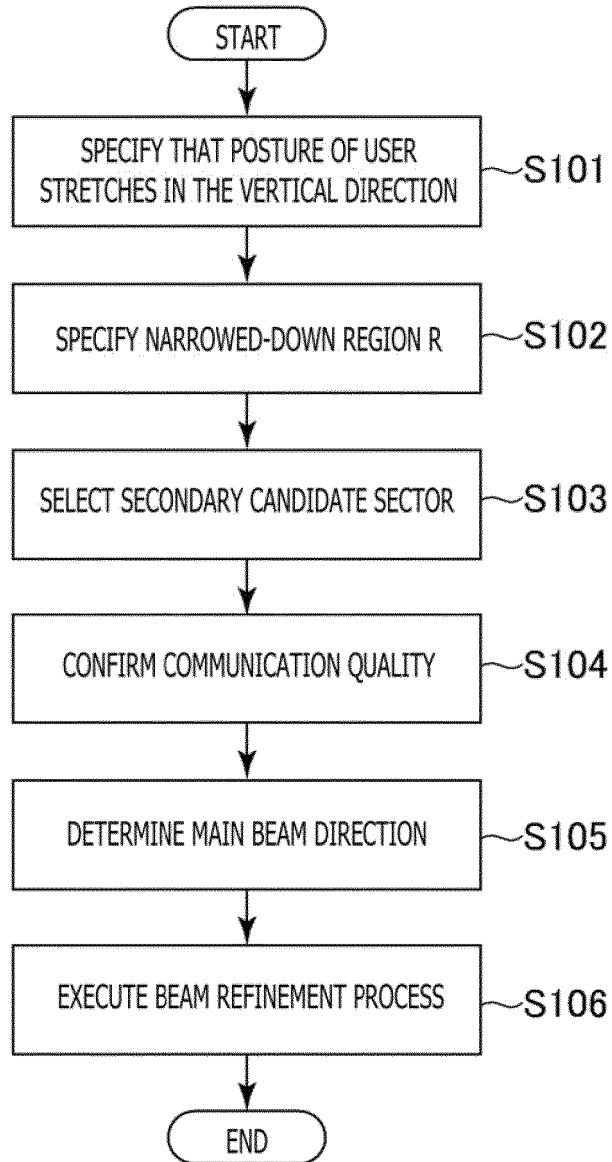 START
SPECIFY THAT POSTURE OF USER
STRETCHES IN THE VERTICAL DIRECTION
S101
SPECIFY NARROWED-DOWN REGION R
S102
SELECT SECONDARY CANDIDATE SECTOR
S103
CONFIRM COMMUNICATION QUALITY
S104
DETERMINE MAIN BEAM DIRECTION
S105
EXECUTE BEAM REFINEMENT PROCESS
S106
END